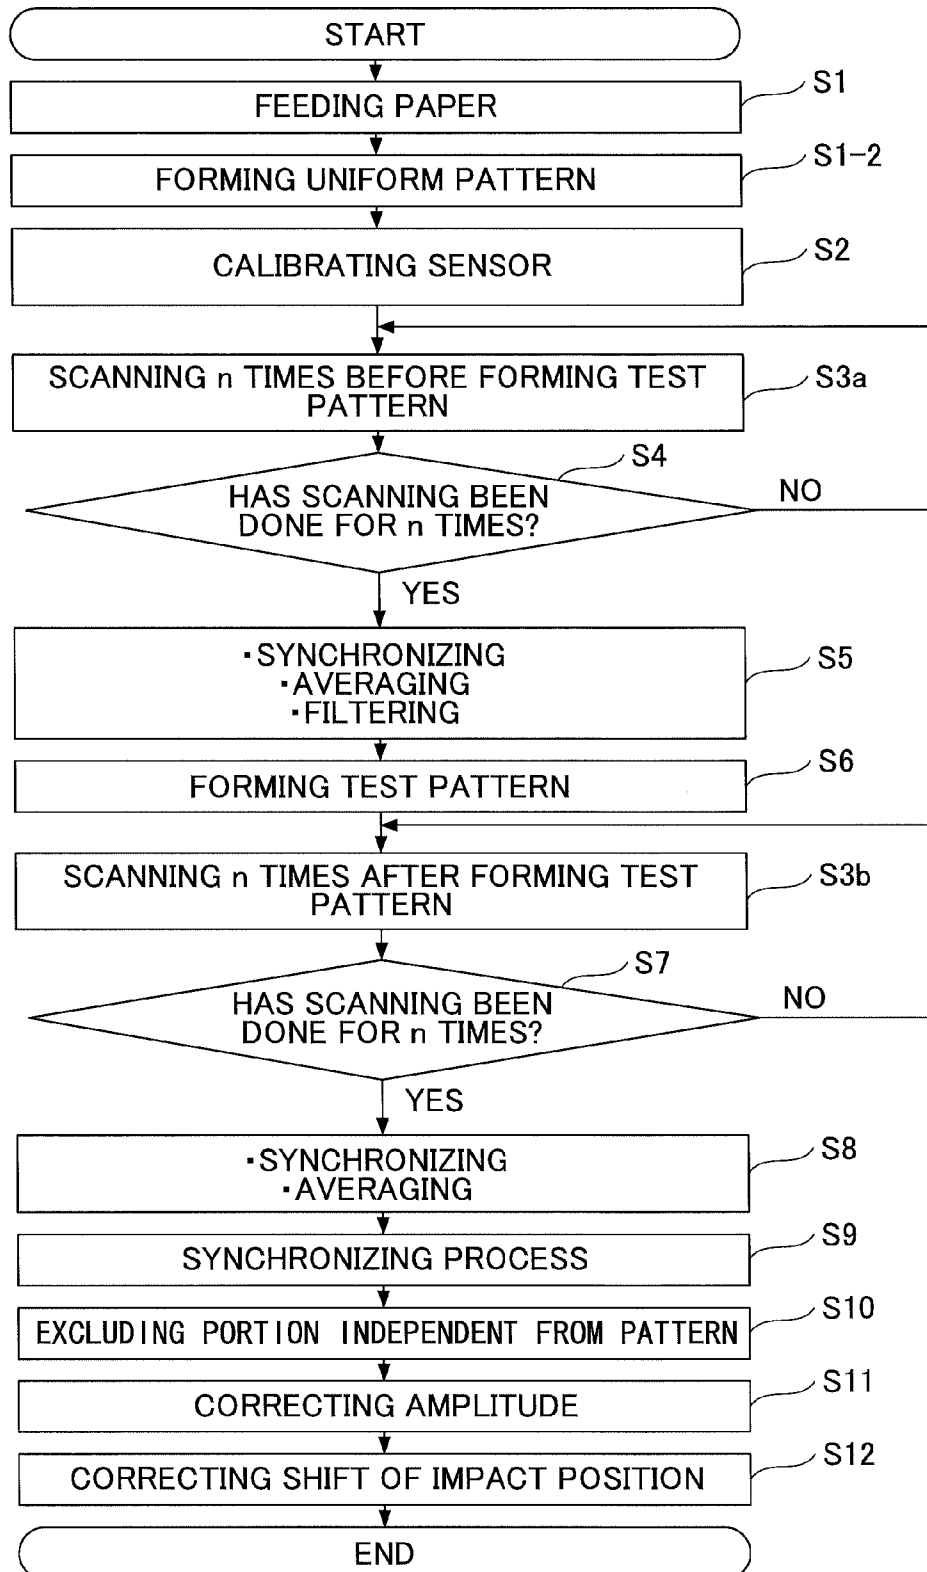 START
FEEDING PAPER
S1
FORMING UNIFORM PATTERN
S1-2
CALIBRATING SENSOR
S2
SCANNING n TIMES BEFORE FORMING TEST
PATTERN
S3a
S4
HAS SCANNING BEEN
DONE FOR n TIMES?
NO
YES
・SYNCHRONIZING
・AVERAGING
・FILTERING
S5
FORMING TEST PATTERN
S6
SCANNING n TIMES AFTER FORMING TEST
PATTERN
S3b
S7
HAS SCANNING BEEN
DONE FOR n TIMES?
NO
YES
・SYNCHRONIZING
・AVERAGING
S8
SYNCHRONIZING PROCESS
S9
EXCLUDING PORTION INDEPENDENT FROM PATTERN
S10
CORRECTING AMPLITUDE
S11
CORRECTING SHIFT OF IMPACT POSITION
S12
END